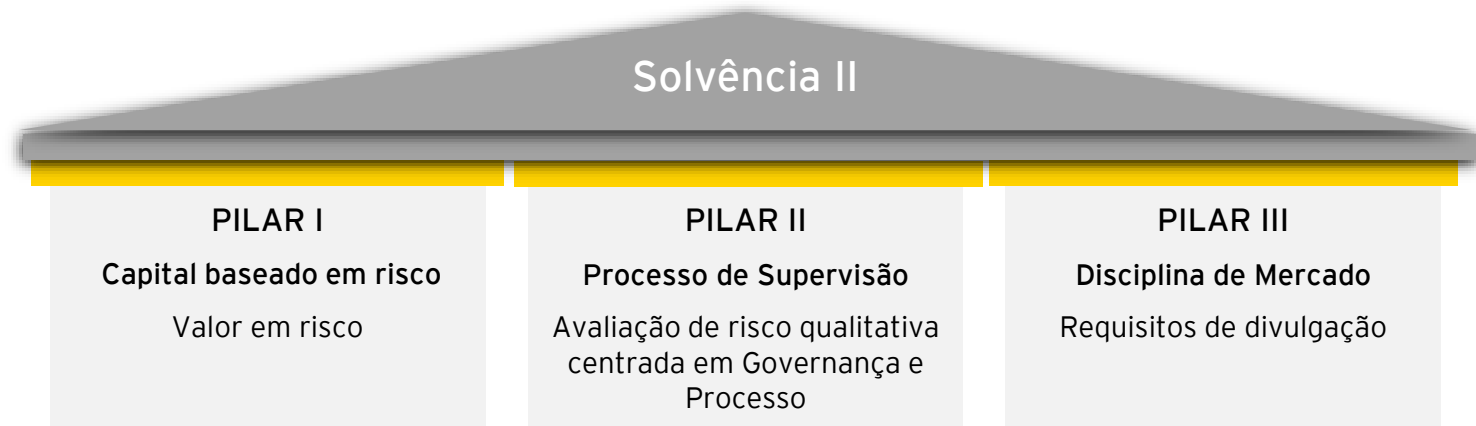 Solvência II
PILAR I
Capital baseado em risco
Valor em risco
PILAR II
Processo de Supervisão
Avaliação de risco qualitativa
centrada em Governança e
Processo
PILAR III
Disciplina de Mercado
Requisitos de divulgação